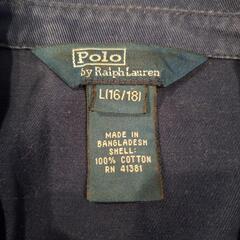 Polo
by Ralph Lauren
L(16/18)
MADE IN
BANGLADESH
SHELL:
100% COTTON
RN 41381